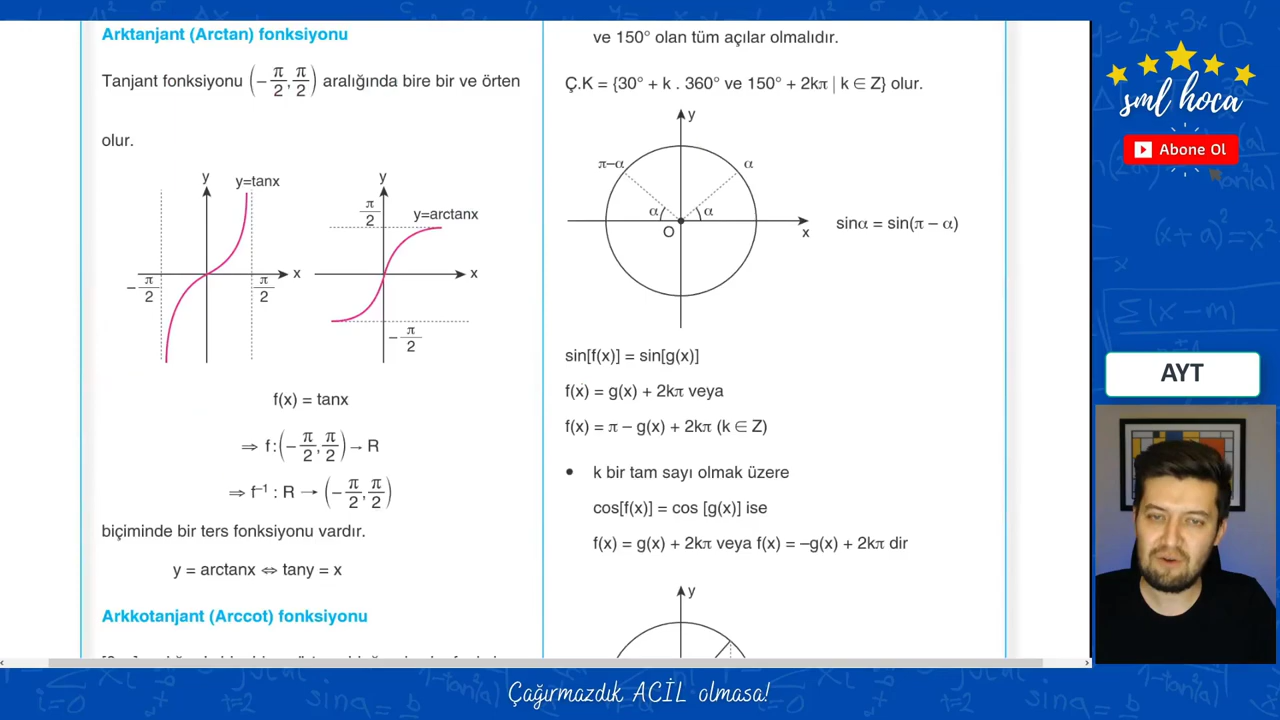 Arktanjant (Arctan) fonksiyonu
Tanjant fonksiyonu (−π/2, π/2) aralığında bire bir ve örten
olur.
y
y=tanx
x
−π/2
π/2
y
π/2
y=arctanx
x
−π/2
f(x) = tanx
⇒ f:(−π/2, π/2)→ R
⇒ f⁻¹ : R → (−π/2, π/2)
biçiminde bir ters fonksiyonu vardır.
y = arctanx ⇔ tany = x
Arkkotanjant (Arccot) fonksiyonu
ve 150° olan tüm açılar olmalıdır.
Ç.K = {30° + k . 360° ve 150° + 2kπ | k ∈ Z} olur.
y
π−α
α
α
α
O
x
sinα = sin(π − α)
sin[f(x)] = sin[g(x)]
f(x) = g(x) + 2kπ veya
f(x) = π − g(x) + 2kπ (k ∈ Z)
• k bir tam sayı olmak üzere
cos[f(x)] = cos [g(x)] ise
f(x) = g(x) + 2kπ veya f(x) = −g(x) + 2kπ dir
y
sml hoca
Abone Ol
AYT
Çağırmazdık ACİL olmasa!